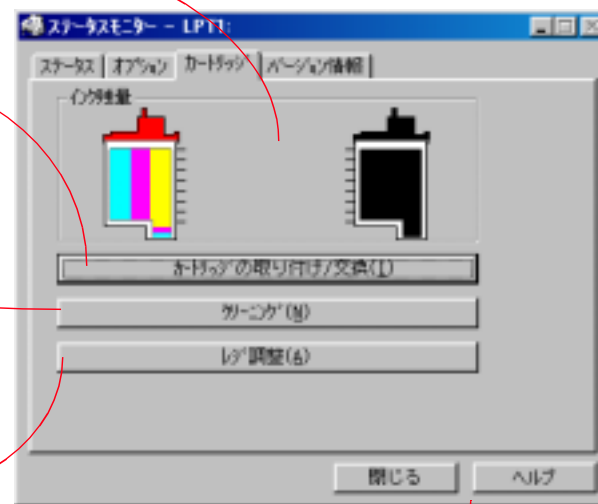 ステータスモニター - LPT1:
ステータス オプション カートリッジ バージョン情報
インク残量
カートリッジの取り付け/交換(I)
クリーニング(N)
レジ調整(A)
閉じる ヘルプ